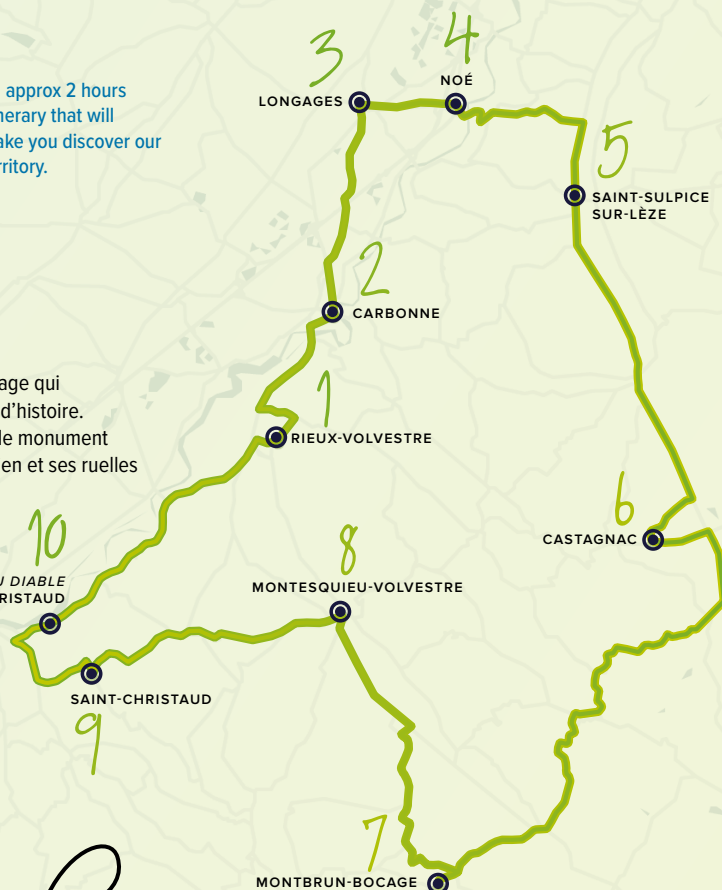 approx 2 hours
nerary that will
ake you discover our
rritory.
3
LONGAGES
4
NOÉ
5
SAINT-SULPICE
SUR-LÈZE
2
CARBONNE
age qui
d'histoire.
le monument
en et ses ruelles
1
RIEUX-VOLVESTRE
6
CASTAGNAC
10
U DIABLE
RISTAUD
8
MONTESQUIEU-VOLVESTRE
SAINT-CHRISTAUD
9
7
MONTBRUN-BOCAGE